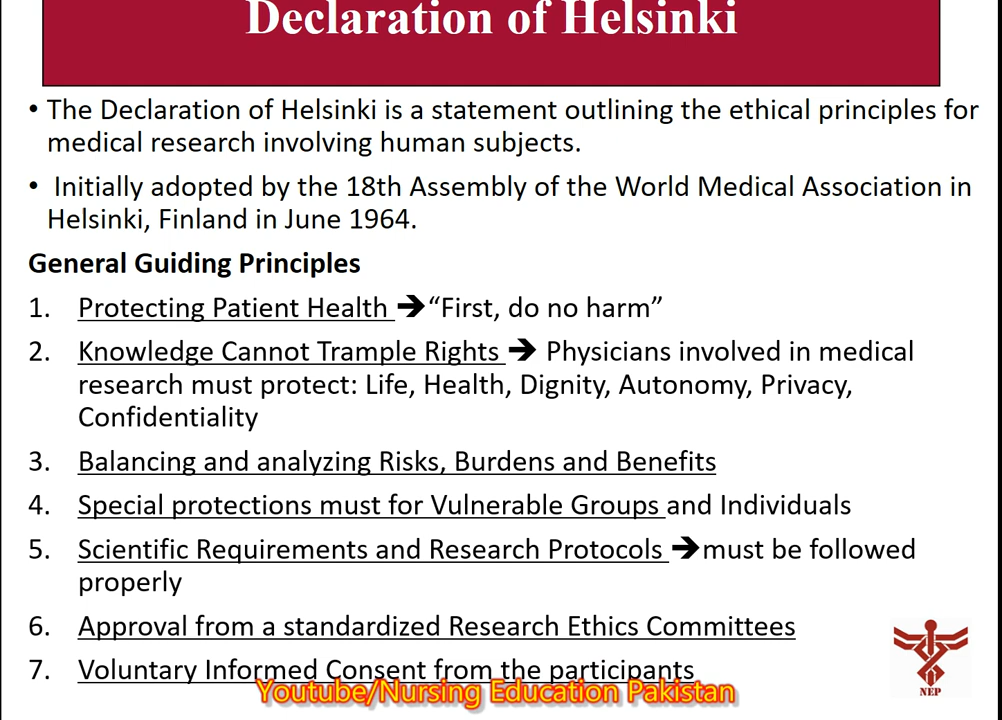 Declaration of Helsinki
• The Declaration of Helsinki is a statement outlining the ethical principles for
medical research involving human subjects.
• Initially adopted by the 18th Assembly of the World Medical Association in
Helsinki, Finland in June 1964.
General Guiding Principles
1. Protecting Patient Health ➔“First, do no harm”
2. Knowledge Cannot Trample Rights ➔ Physicians involved in medical
research must protect: Life, Health, Dignity, Autonomy, Privacy,
Confidentiality
3. Balancing and analyzing Risks, Burdens and Benefits
4. Special protections must for Vulnerable Groups and Individuals
5. Scientific Requirements and Research Protocols ➔must be followed
properly
6. Approval from a standardized Research Ethics Committees
7. Voluntary Informed Consent from the participants
NEP
Youtube/Nursing Education Pakistan